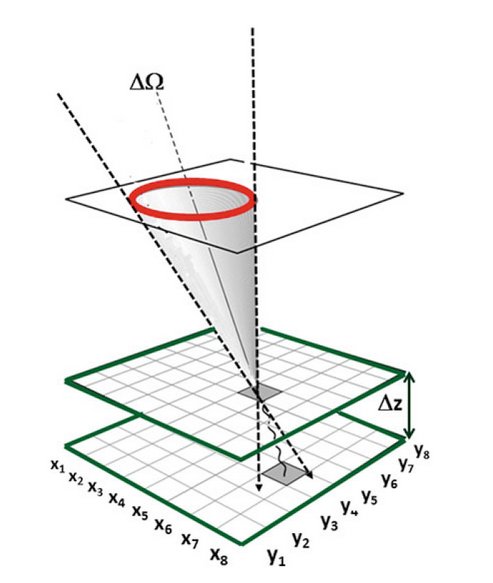 ΔΩ
Δz
x₁ x₂ x₃ x₄ x₅ x₆ x₇ x₈
y₁ y₂ y₃ y₄ y₅ y₆ y₇ y₈